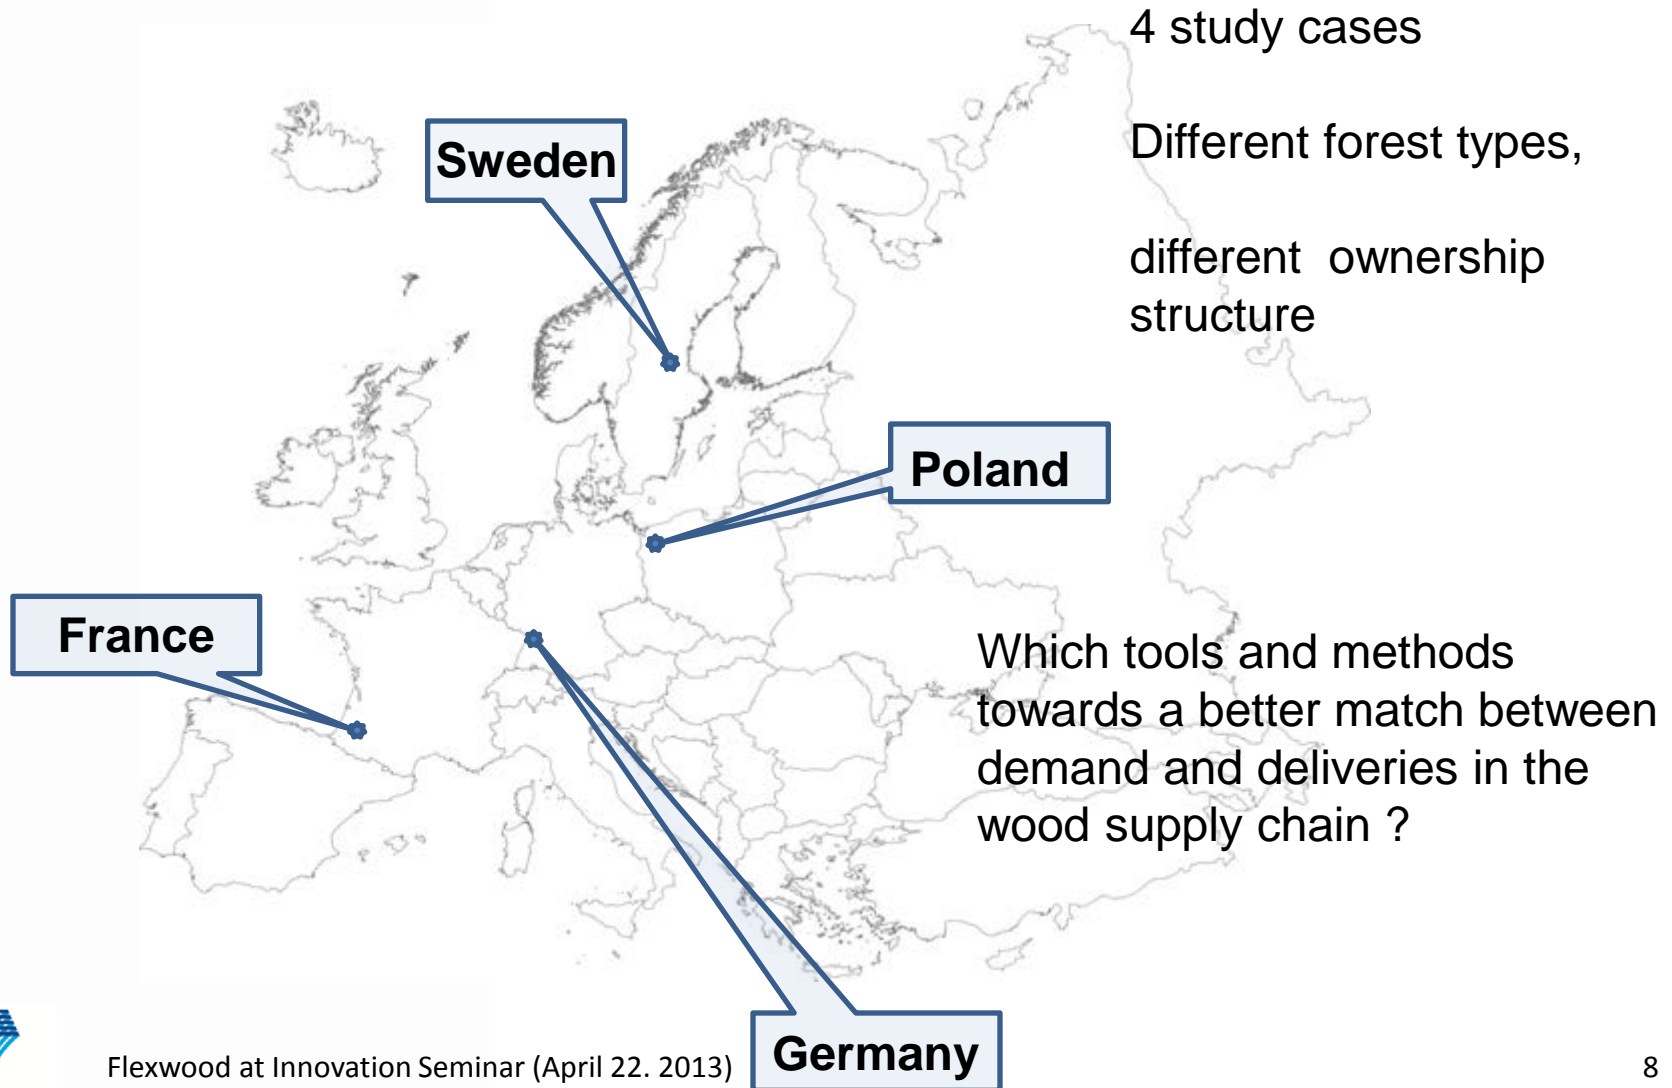 4 study cases
Different forest types,
different ownership
structure
Sweden
Poland
France
Which tools and methods
towards a better match between
demand and deliveries in the
wood supply chain ?
Germany
Flexwood at Innovation Seminar (April 22. 2013)
8